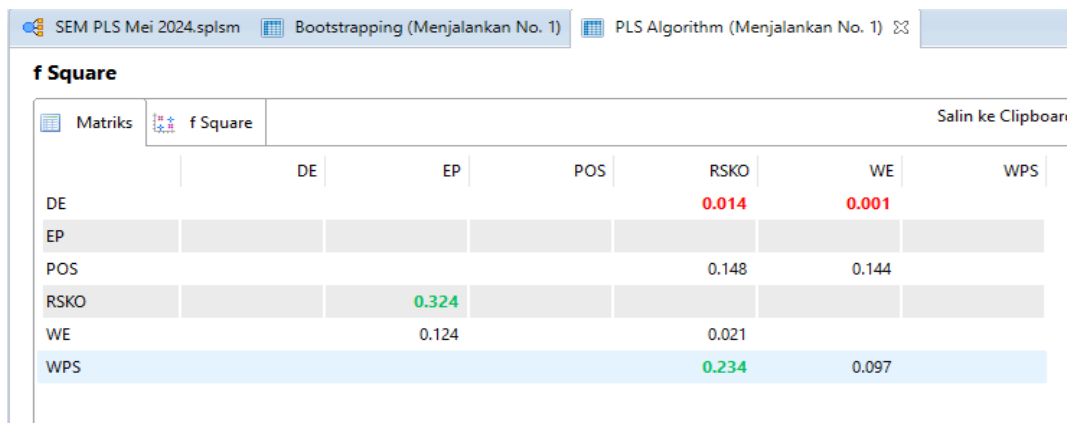 SEM PLS Mei 2024.splsm Bootstrapping (Menjalankan No. 1) PLS Algorithm (Menjalankan No. 1)
f Square
Matriks f Square Salin ke Clipboard
DE EP POS RSKO WE WPS
DE 0.014 0.001
EP
POS 0.148 0.144
RSKO 0.324
WE 0.124 0.021
WPS 0.234 0.097